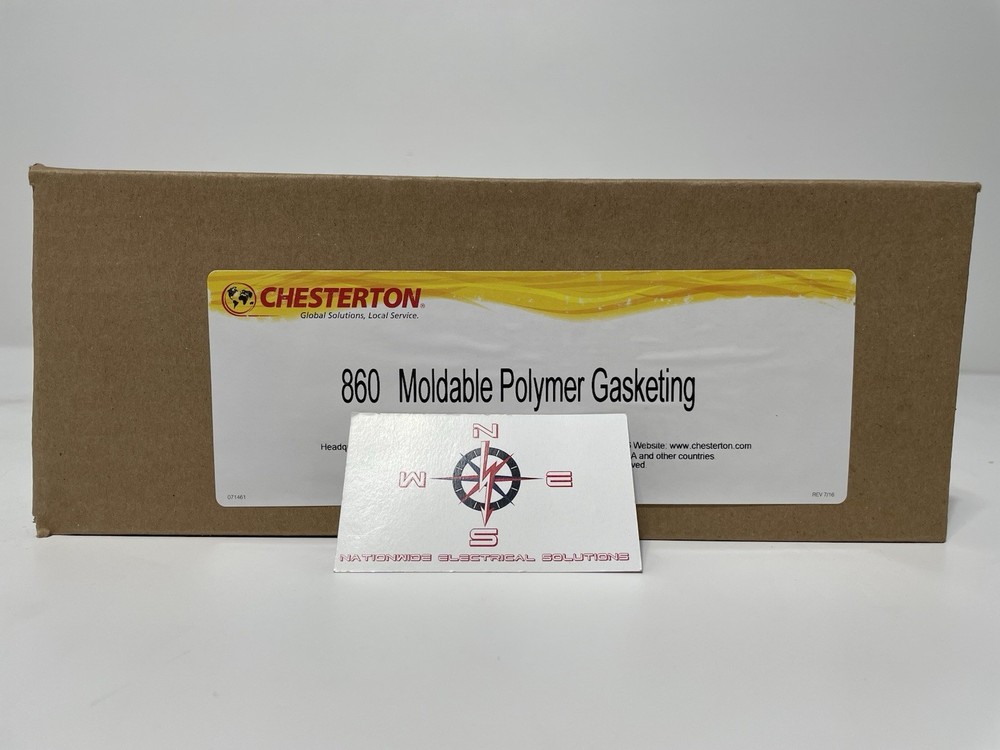 CHESTERTON®
Global Solutions, Local Service.
860 Moldable Polymer Gasketing
Website: www.chesterton.com
and other countries
071461
REV 7/16
N
W E
S
NATIONWIDE ELECTRICAL SOLUTIONS